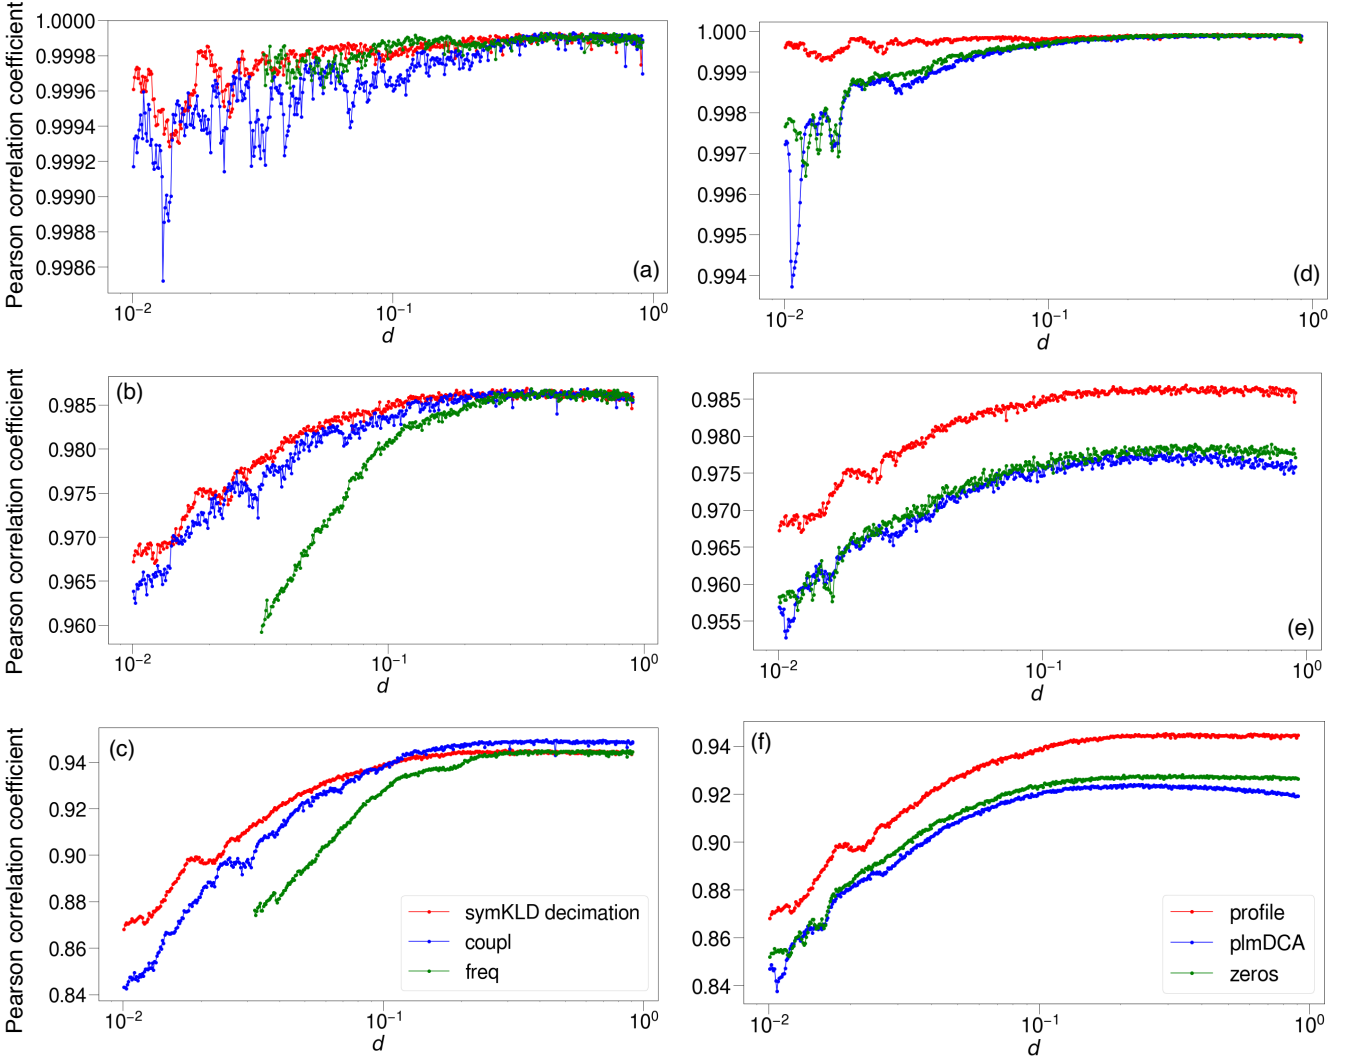 Pearson correlation coefficient
1.0000
0.9998
0.9996
0.9994
0.9992
0.9990
0.9988
0.9986
(a)
10−2
10−1
100
d
1.000
0.999
0.998
0.997
0.996
0.995
0.994
(d)
10−2
10−1
100
d
Pearson correlation coefficient
(b)
0.985
0.980
0.975
0.970
0.965
0.960
10−2
10−1
100
d
0.985
0.980
0.975
0.970
0.965
0.960
0.955
(e)
10−2
10−1
100
d
Pearson correlation coefficient
(c)
0.94
0.92
0.90
0.88
0.86
0.84
symKLD decimation
coupl
freq
10−2
10−1
100
d
(f)
0.94
0.92
0.90
0.88
0.86
0.84
profile
plmDCA
zeros
10−2
10−1
100
d